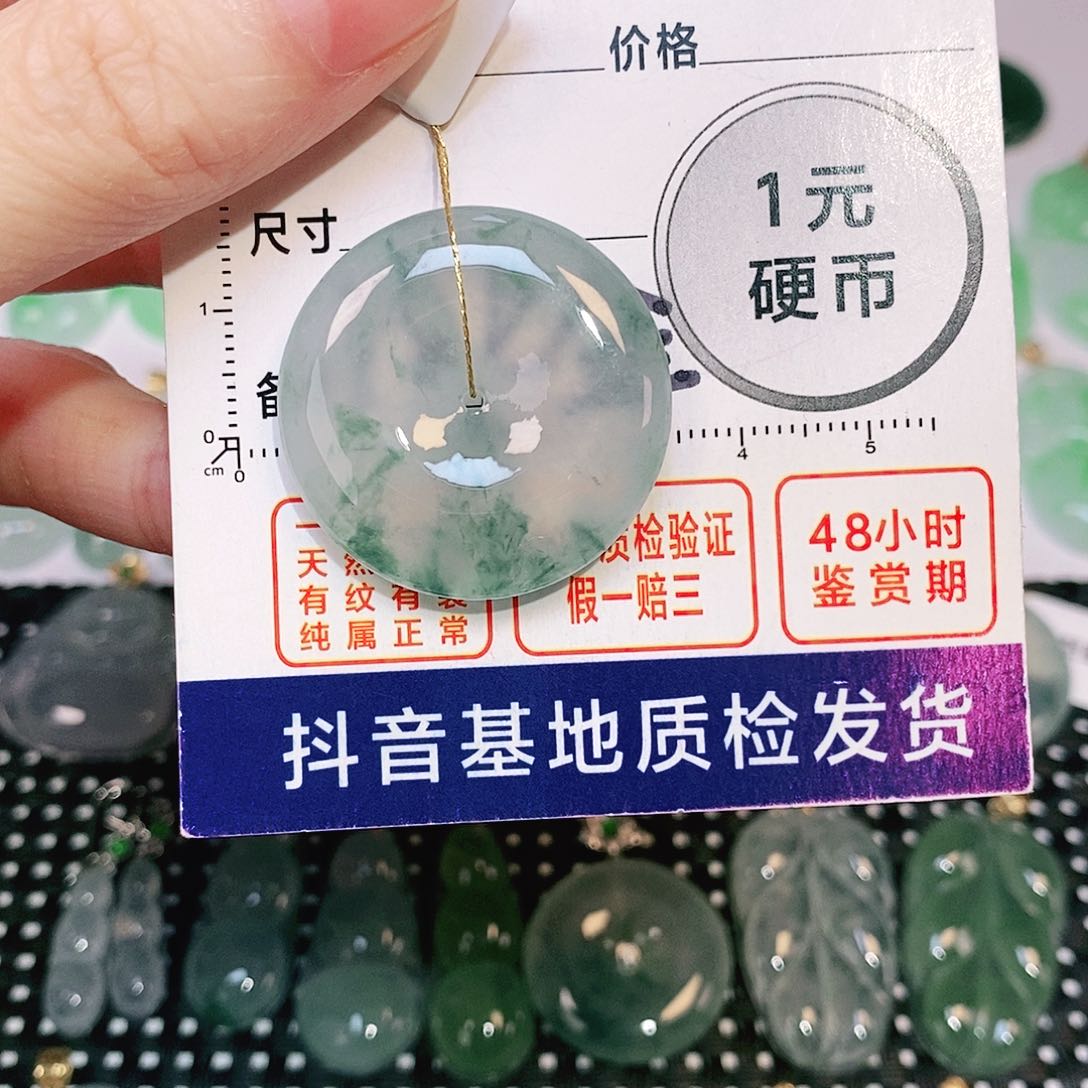 价格
1元
硬币
尺寸
1
0
cm
0
4
5
天然
有纹有裂
纯属正常
质检验证
假一赔三
48小时
鉴赏期
抖音基地质检发货